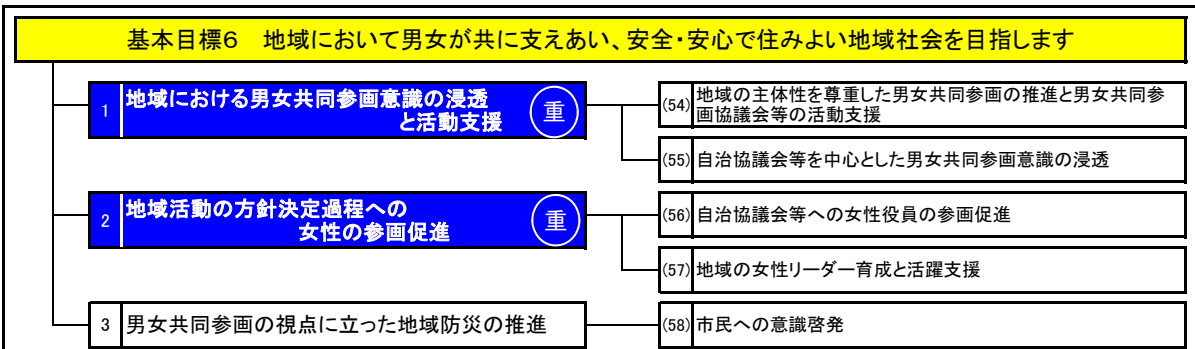 基本目標6　地域において男女が共に支えあい、安全・安心で住みよい地域社会を目指します
1 地域における男女共同参画意識の浸透
と活動支援 重
(54) 地域の主体性を尊重した男女共同参画の推進と男女共同参
画協議会等の活動支援
(55) 自治協議会等を中心とした男女共同参画意識の浸透
2 地域活動の方針決定過程への
女性の参画促進 重
(56) 自治協議会等への女性役員の参画促進
(57) 地域の女性リーダー育成と活躍支援
3 男女共同参画の視点に立った地域防災の推進
(58) 市民への意識啓発